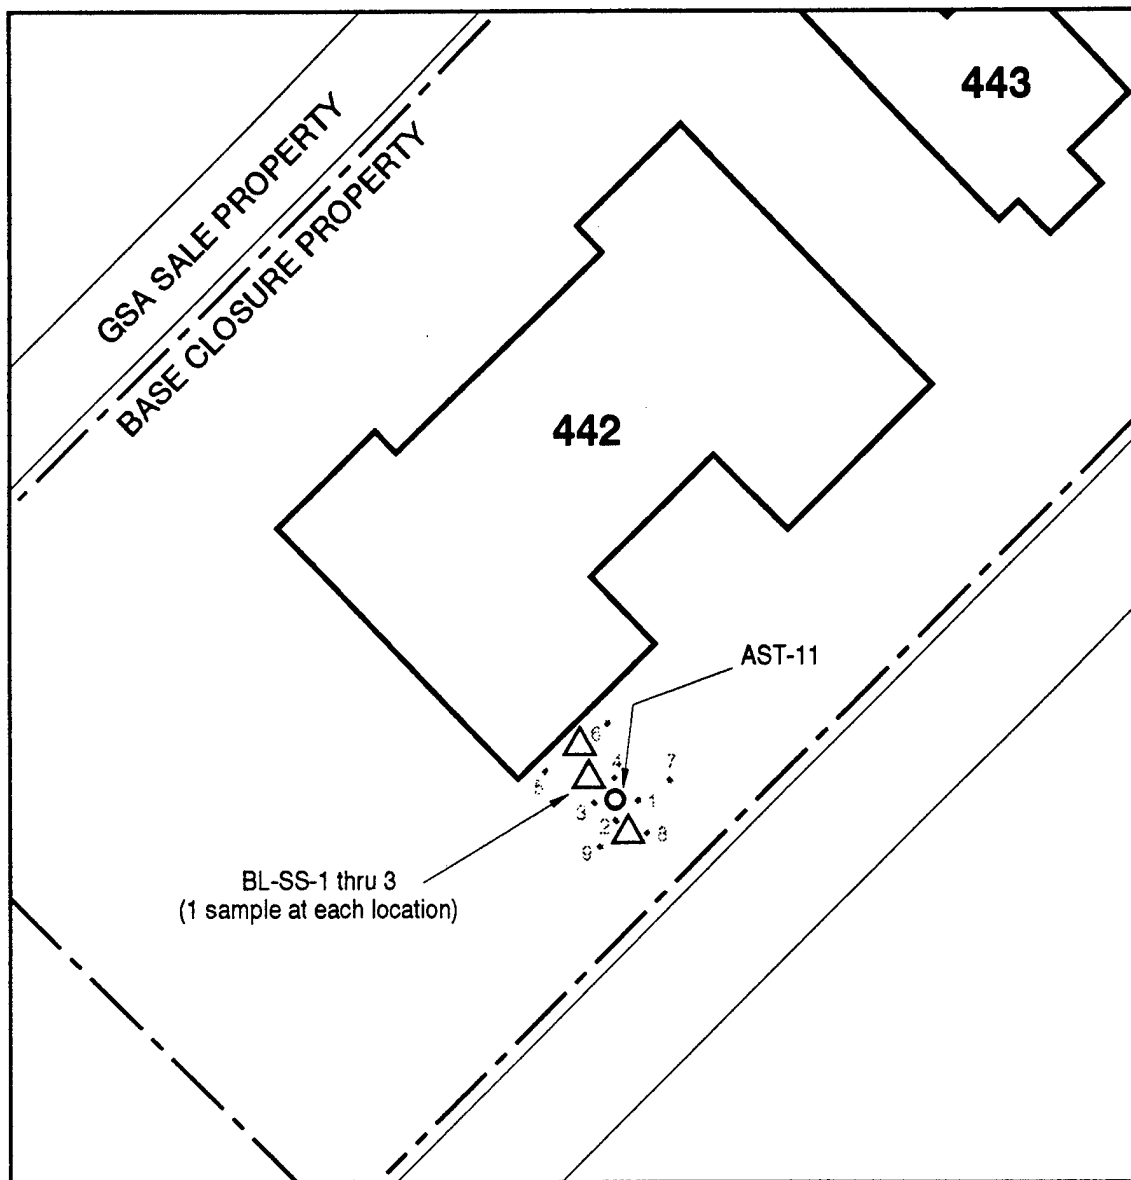 443
GSA SALE PROPERTY
BASE CLOSURE PROPERTY
442
AST-11
6
4
7
5
3
1
2
8
9
BL-SS-1 thru 3
(1 sample at each location)